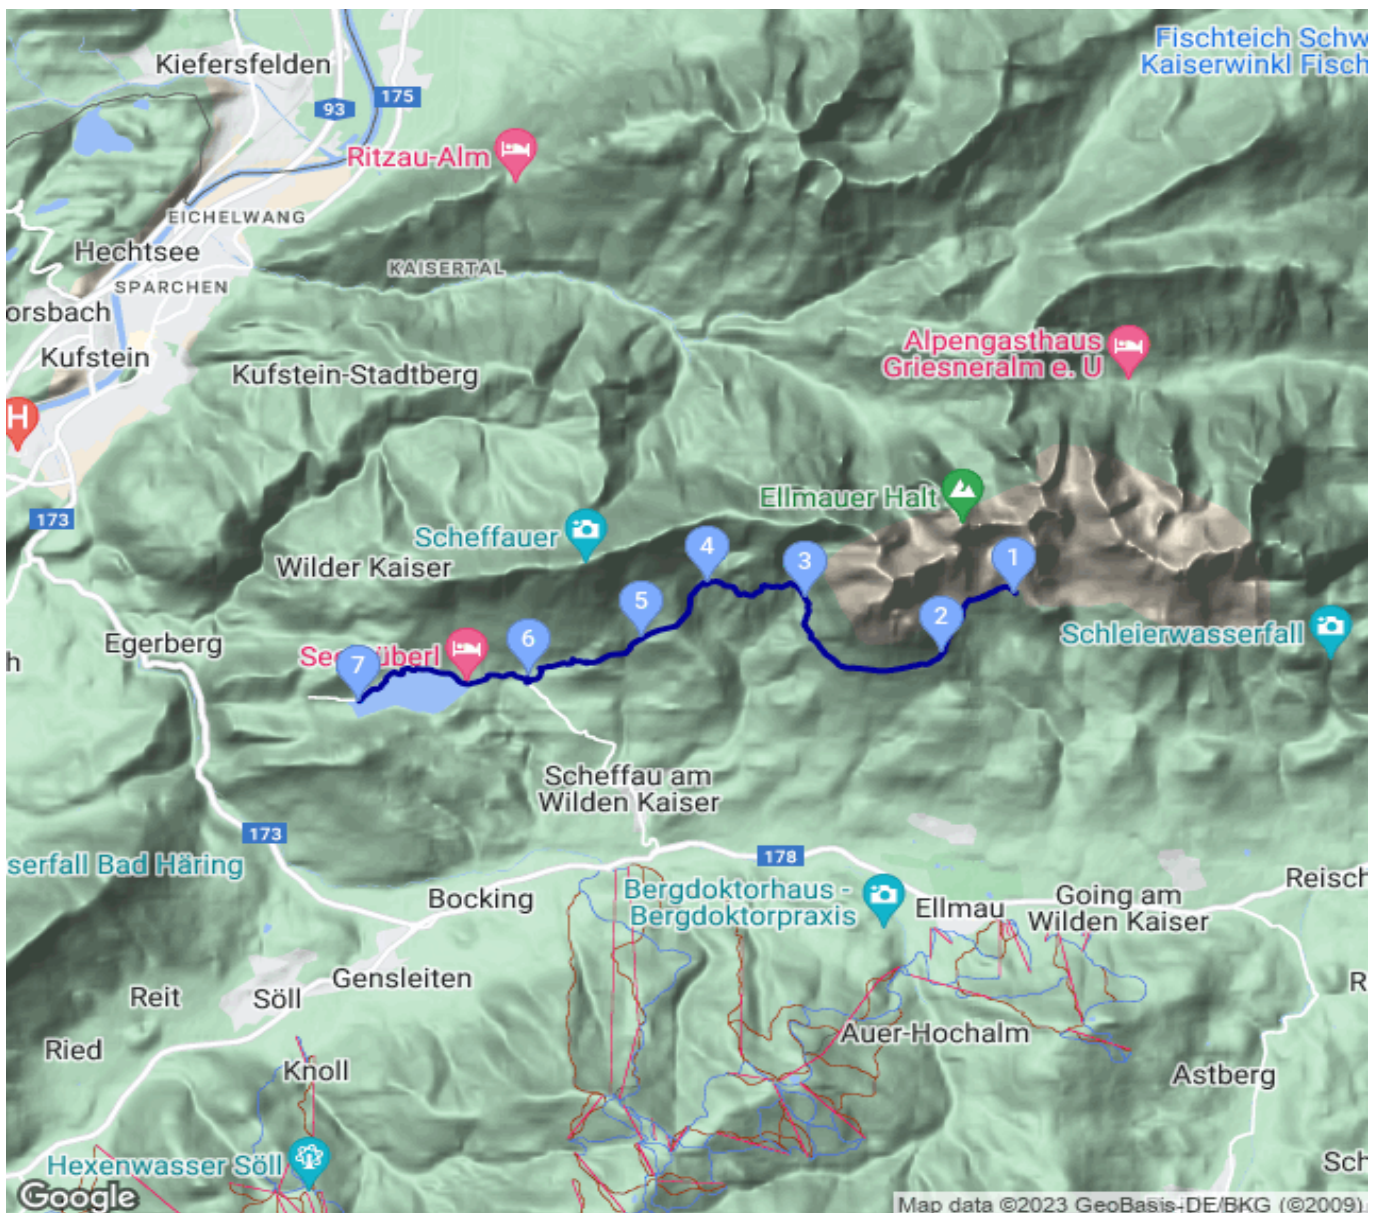 Fischteich Schw
Kaiserwinkl Fisch
Kiefersfelden
93
175
Ritzau-Alm
EICHELWANG
Hechtsee
KAISERTAL
SPARCHEN
orsbach
Kufstein
Kufstein-Stadtberg
Alpengasthaus
Griesneralm e. U
H
173
Ellmauer Halt
Scheffauer
Wilder Kaiser
4
3
1
5
2
6
Egerberg
Schleierwasserfall
h
7
Scheffau am
Wilden Kaiser
173
178
serfall Bad Häring
Bergdoktorhaus -
Bergdoktorpraxis
Bocking
Ellmau
Going am
Wilden Kaiser
Reisch
Gensleiten
Reit
Söll
R
Auer-Hochalm
Ried
Knoll
Astberg
Hexenwasser Söll
Sch
Google
Map data ©2023 GeoBasis-DE/BKG (©2009)